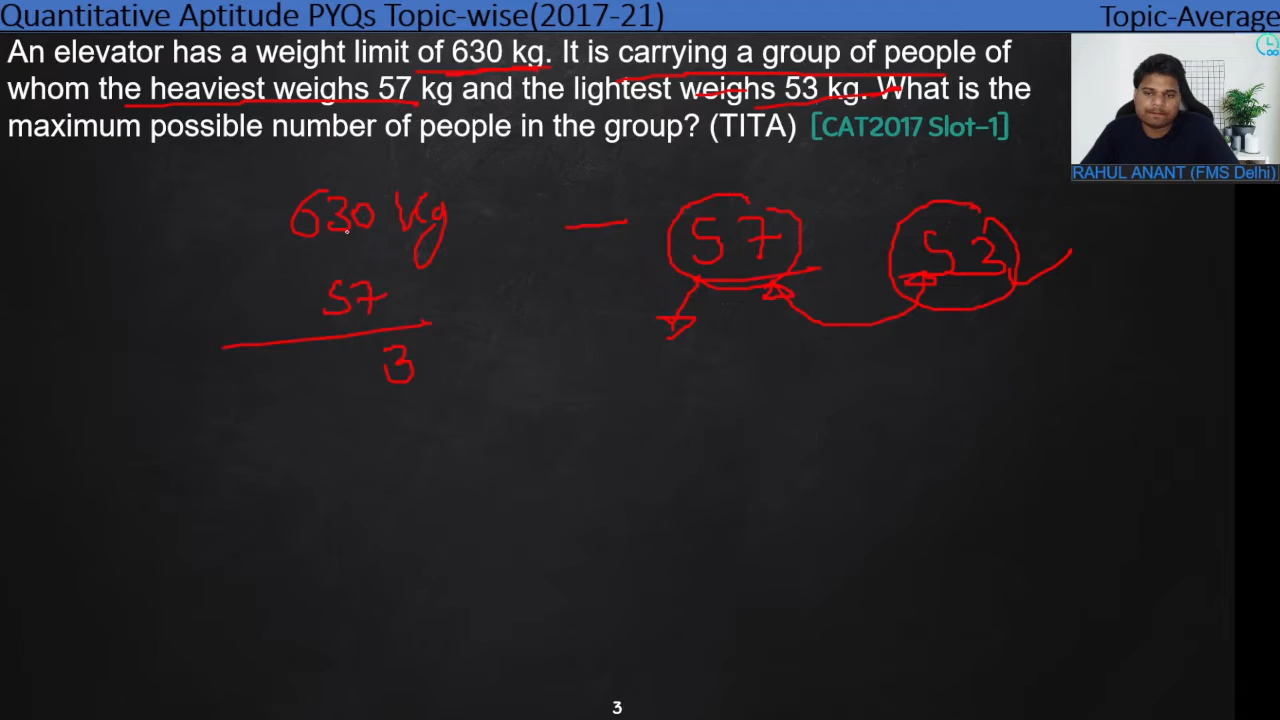 Quantitative Aptitude PYQs Topic-wise(2017-21)
Topic-Average
An elevator has a weight limit of 630 kg. It is carrying a group of people of
whom the heaviest weighs 57 kg and the lightest weighs 53 kg. What is the
maximum possible number of people in the group? (TITA) [CAT2017 Slot-1]
RAHUL ANANT (FMS Delhi)
630 Kg — 57 53
57
3
3